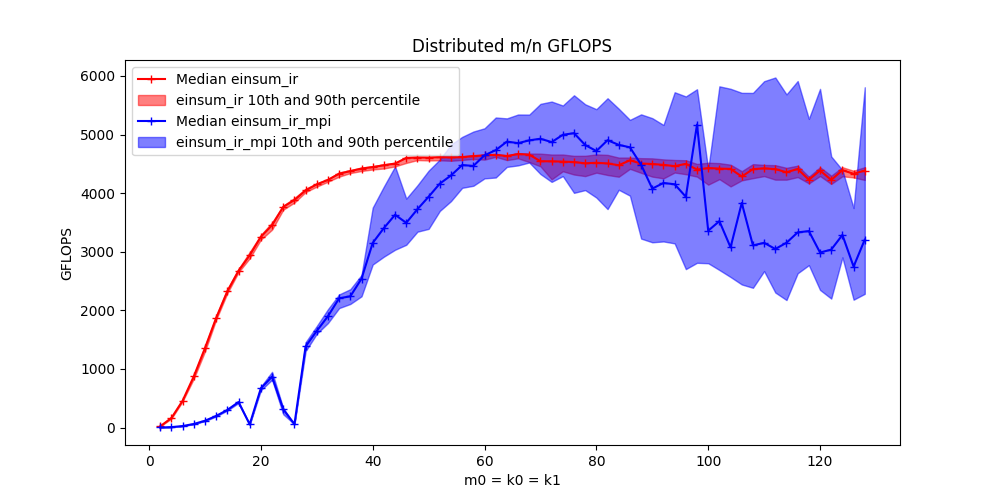 Distributed m/n GFLOPS
Median einsum_ir
einsum_ir 10th and 90th percentile
Median einsum_ir_mpi
einsum_ir_mpi 10th and 90th percentile
GFLOPS
6000
5000
4000
3000
2000
1000
0
0 20 40 60 80 100 120
m0 = k0 = k1